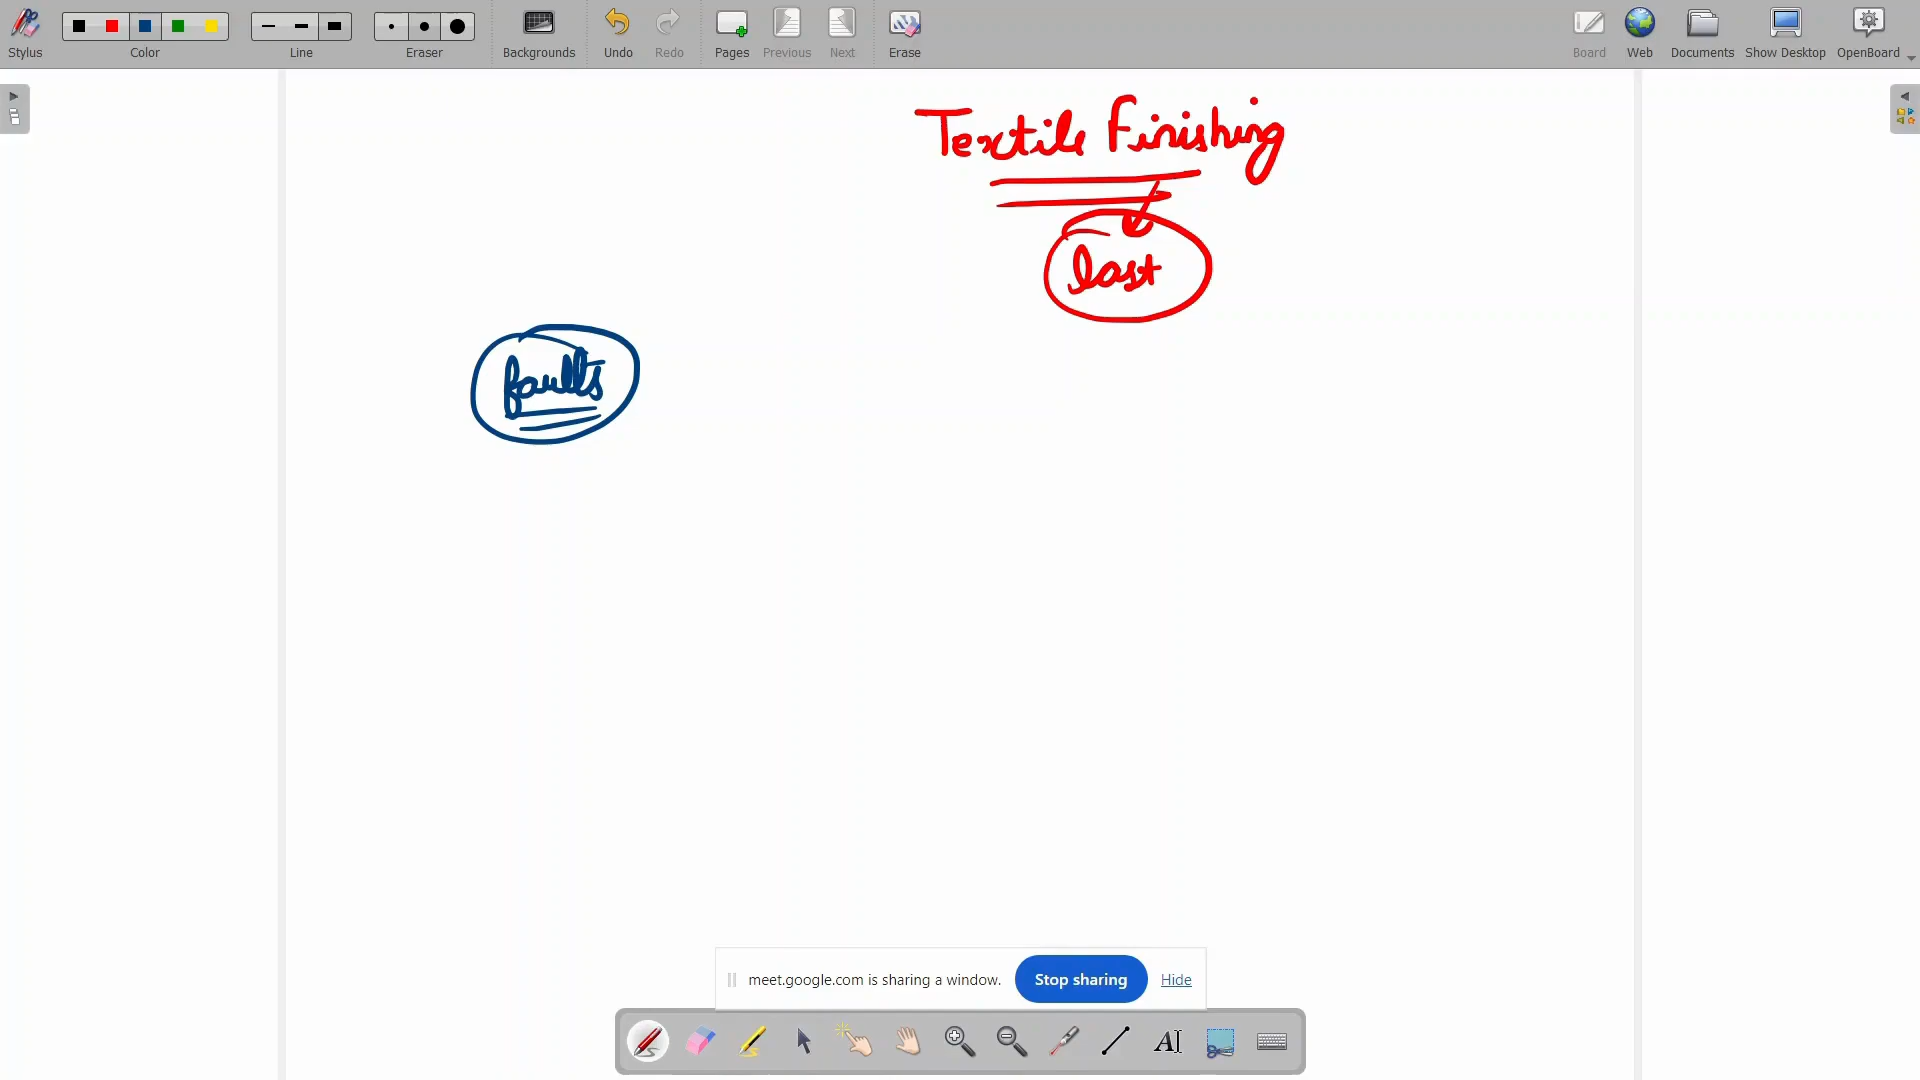 Stylus
Color
Line
Eraser
Backgrounds
Undo
Redo
Pages
Previous
Next
Erase
Board
Web
Documents
Show Desktop
OpenBoard
Textile Finishing
last
faults
meet.google.com is sharing a window.
Stop sharing
Hide